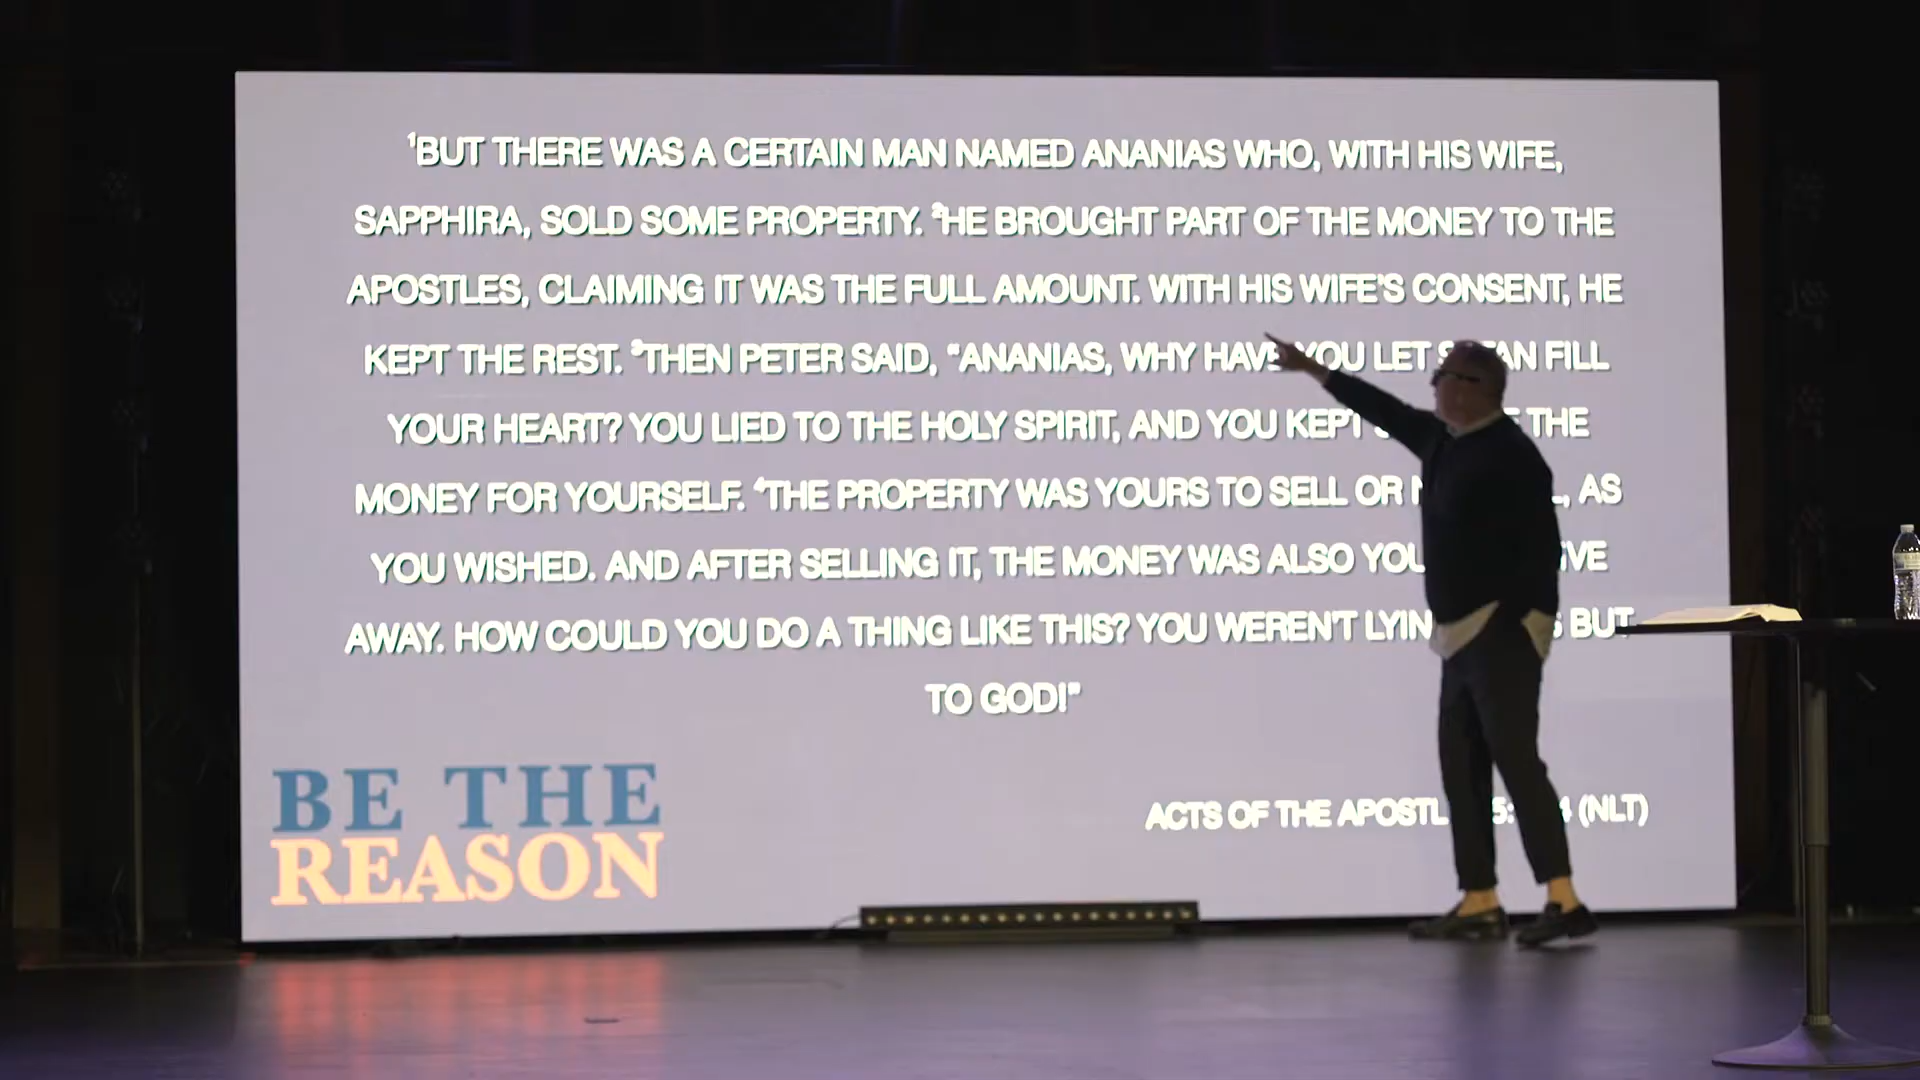 ¹BUT THERE WAS A CERTAIN MAN NAMED ANANIAS WHO, WITH HIS WIFE,
SAPPHIRA, SOLD SOME PROPERTY. ²HE BROUGHT PART OF THE MONEY TO THE
APOSTLES, CLAIMING IT WAS THE FULL AMOUNT. WITH HIS WIFE'S CONSENT, HE
KEPT THE REST. ³THEN PETER SAID, “ANANIAS, WHY HAVE YOU LET SATAN FILL
YOUR HEART? YOU LIED TO THE HOLY SPIRIT, AND YOU KEPT THE
MONEY FOR YOURSELF. ⁴THE PROPERTY WAS YOURS TO SELL OR AS
YOU WISHED. AND AFTER SELLING IT, THE MONEY WAS ALSO
AWAY. HOW COULD YOU DO A THING LIKE THIS? YOU WEREN'T BUT
TO GOD!”
BE THE
REASON
ACTS OF THE (NLT)